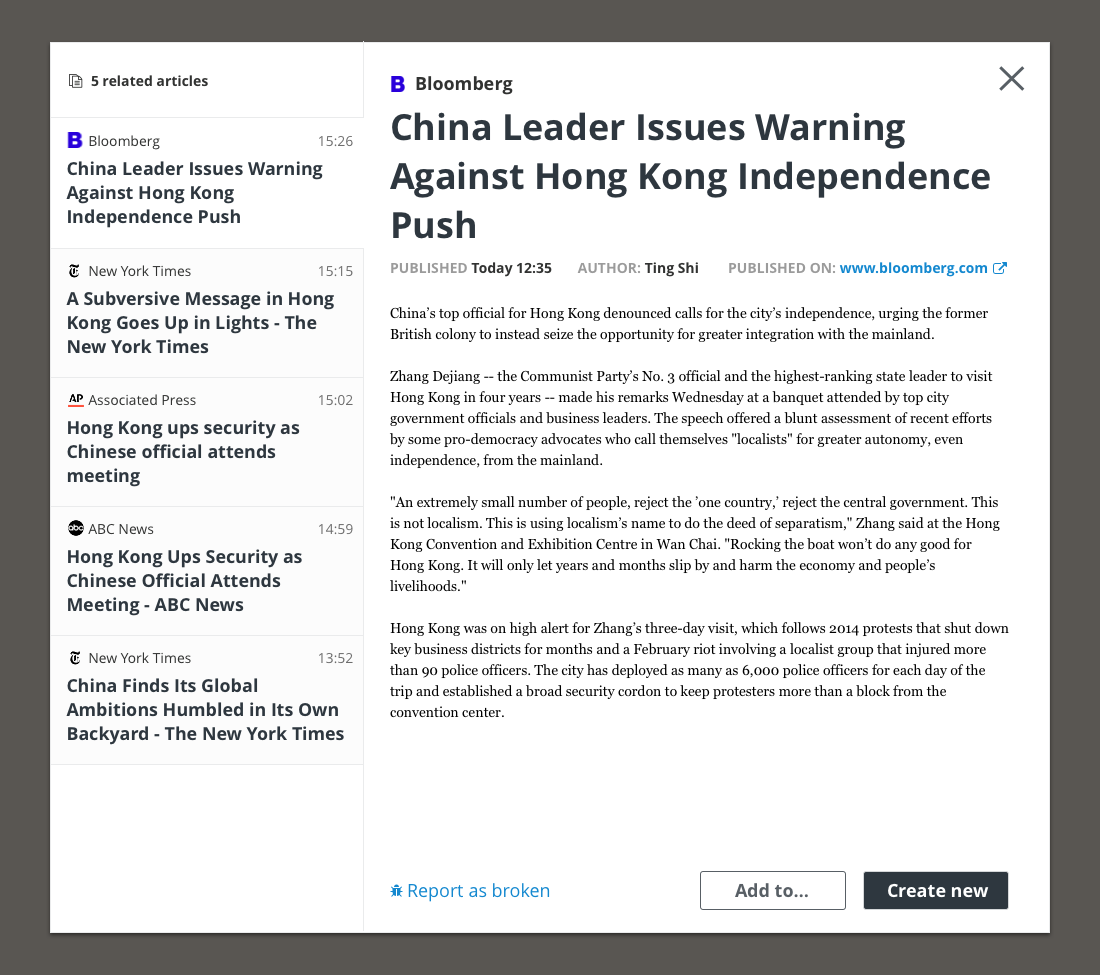 5 related articles
Bloomberg 15:26
China Leader Issues Warning
Against Hong Kong
Independence Push
New York Times 15:15
A Subversive Message in Hong
Kong Goes Up in Lights - The
New York Times
AP Associated Press 15:02
Hong Kong ups security as
Chinese official attends
meeting
abc ABC News 14:59
Hong Kong Ups Security as
Chinese Official Attends
Meeting - ABC News
New York Times 13:52
China Finds Its Global
Ambitions Humbled in Its Own
Backyard - The New York Times
B Bloomberg
China Leader Issues Warning
Against Hong Kong Independence
Push
PUBLISHED Today 12:35 AUTHOR: Ting Shi PUBLISHED ON: www.bloomberg.com
China’s top official for Hong Kong denounced calls for the city’s independence, urging the former
British colony to instead seize the opportunity for greater integration with the mainland.
Zhang Dejiang -- the Communist Party’s No. 3 official and the highest-ranking state leader to visit
Hong Kong in four years -- made his remarks Wednesday at a banquet attended by top city
government officials and business leaders. The speech offered a blunt assessment of recent efforts
by some pro-democracy advocates who call themselves "localists" for greater autonomy, even
independence, from the mainland.
"An extremely small number of people, reject the ’one country,’ reject the central government. This
is not localism. This is using localism’s name to do the deed of separatism," Zhang said at the Hong
Kong Convention and Exhibition Centre in Wan Chai. "Rocking the boat won’t do any good for
Hong Kong. It will only let years and months slip by and harm the economy and people’s
livelihoods."
Hong Kong was on high alert for Zhang’s three-day visit, which follows 2014 protests that shut down
key business districts for months and a February riot involving a localist group that injured more
than 90 police officers. The city has deployed as many as 6,000 police officers for each day of the
trip and established a broad security cordon to keep protesters more than a block from the
convention center.
Report as broken
Add to...
Create new